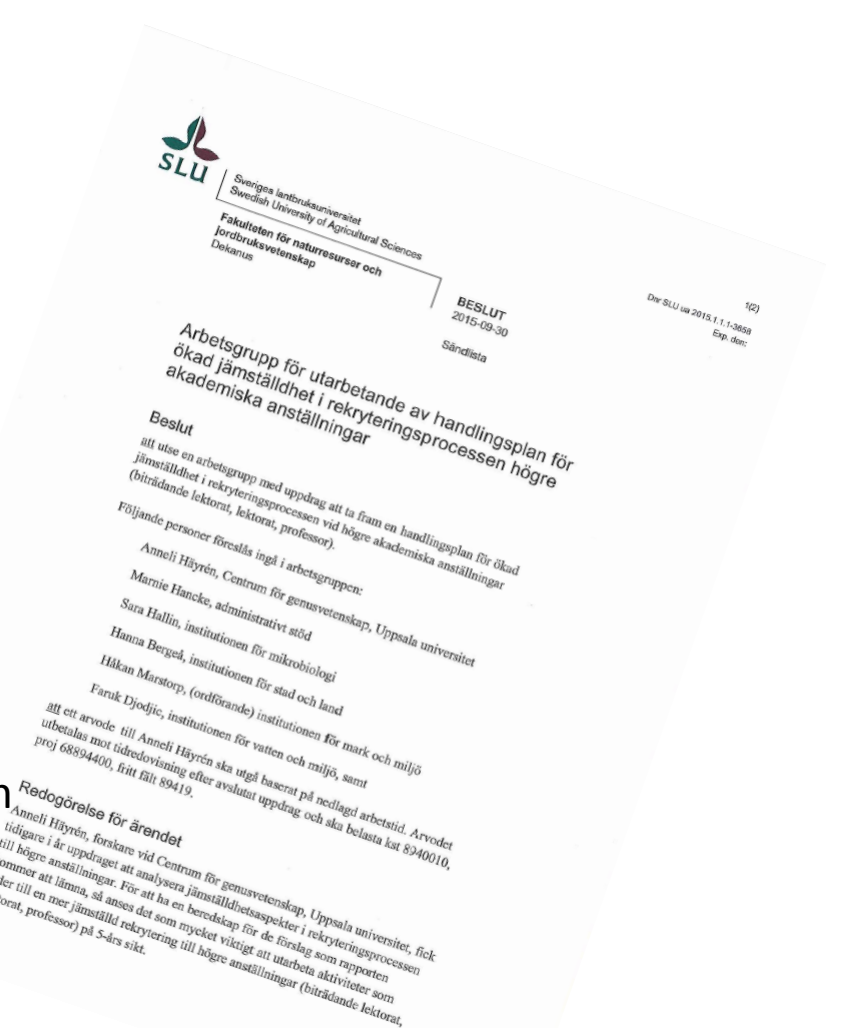 SLU
Sveriges lantbruksuniversitet
Swedish University of Agricultural Sciences
Fakulteten för naturresurser och
jordbruksvetenskap
Dekanus
BESLUT
2015-09-30
Sändlista
1(2)
Dnr SLU ua 2015.1.1.1-3658
Exp. den:
Arbetsgrupp för utarbetande av handlingsplan för
ökad jämställdhet i rekryteringsprocessen högre
akademiska anställningar
Beslut
att utse en arbetsgrupp med uppdrag att ta fram en handlingsplan för ökad
jämställdhet i rekryteringsprocessen vid högre akademiska anställningar
(biträdande lektorat, lektorat, professor).
Följande personer föreslås ingå i arbetsgruppen:
Anneli Häyrén, Centrum för genusvetenskap, Uppsala universitet
Marnie Hancke, administrativt stöd
Sara Hallin, institutionen för mikrobiologi
Hanna Bergeå, institutionen för stad och land
Håkan Marstorp, (ordförande) institutionen för mark och miljö
Faruk Djodjic, institutionen för vatten och miljö, samt
att ett arvode till Anneli Häyrén ska utgå baserat på nedlagd arbetstid. Arvodet
utbetalas mot tidredovisning efter avslutat uppdrag och ska belasta kst 8940010,
proj 68894400, fritt fält 89419.
n
Redogörelse för ärendet
Anneli Häyrén, forskare vid Centrum för genusvetenskap, Uppsala universitet, fick
tidigare i år uppdraget att analysera jämställdhetsaspekter i rekryteringsprocessen
till högre anställningar. För att ha en beredskap för de förslag som rapporten
ommer att lämna, så anses det som mycket viktigt att utarbeta aktiviteter som
der till en mer jämställd rekrytering till högre anställningar (biträdande lektorat,
orat, professor) på 5-års sikt.